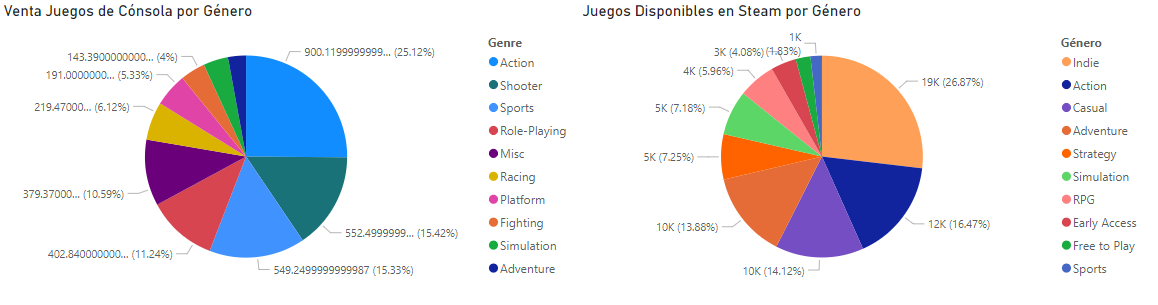 Venta Juegos de Cónsola por Género
900.1199999999... (25.12%)
552.4999999... (15.42%)
549.2499999999987 (15.33%)
402.840000000... (11.24%)
379.37000... (10.59%)
219.47000... (6.12%)
191.0000000... (5.33%)
143.3900000000... (4%)
Genre
Action
Shooter
Sports
Role-Playing
Misc
Racing
Platform
Fighting
Simulation
Adventure
Juegos Disponibles en Steam por Género
19K (26.87%)
12K (16.47%)
10K (14.12%)
10K (13.88%)
5K (7.25%)
5K (7.18%)
4K (5.96%)
3K (4.08%)
(1.83%)
1K
Género
Indie
Action
Casual
Adventure
Strategy
Simulation
RPG
Early Access
Free to Play
Sports